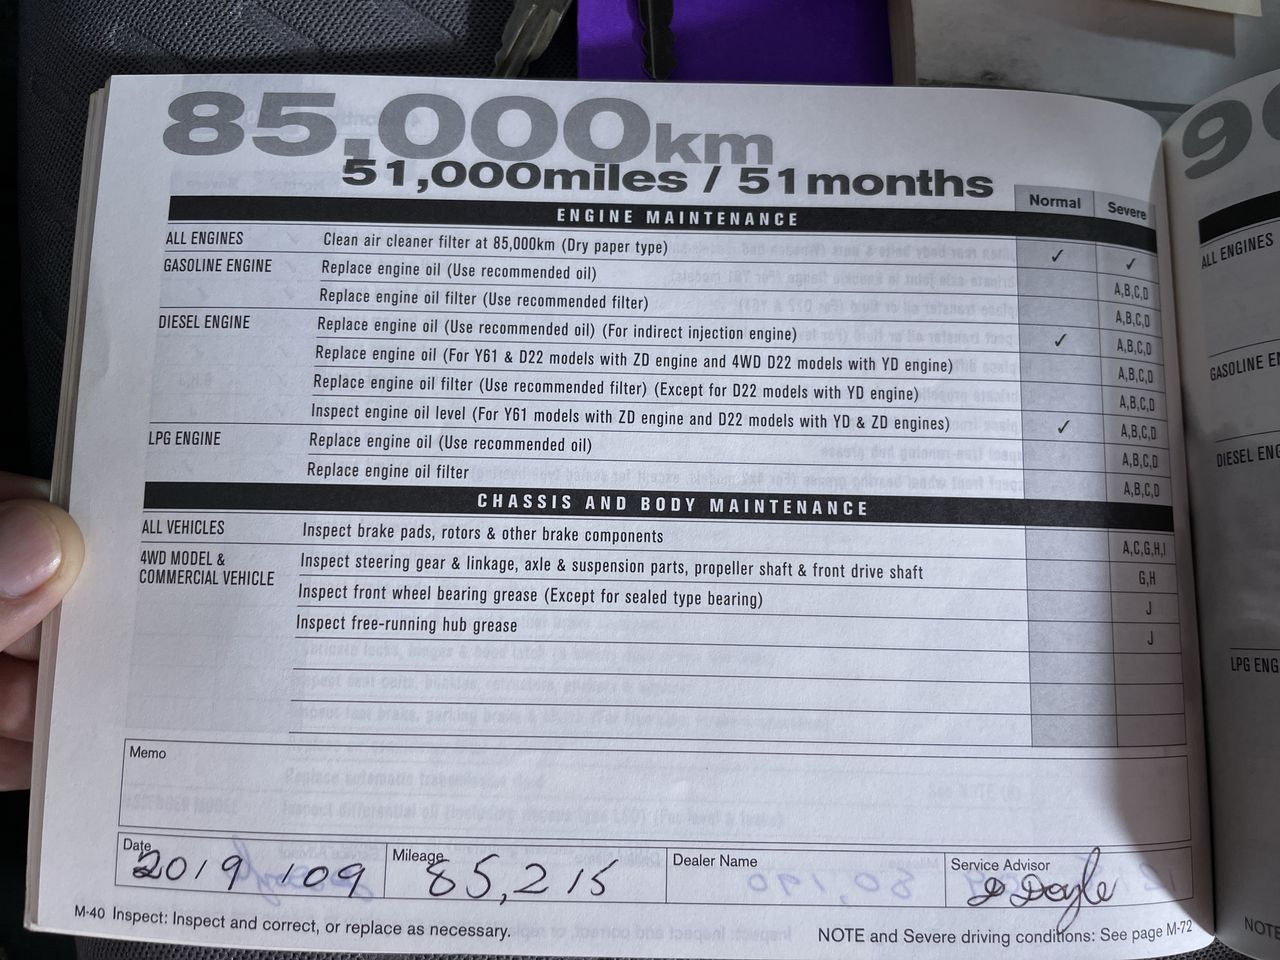 85,000km
51,000miles / 51months
Normal Severe
ENGINE MAINTENANCE
ALL ENGINES Clean air cleaner filter at 85,000km (Dry paper type) ✓ ✓
GASOLINE ENGINE Replace engine oil (Use recommended oil) A,B,C,D
Replace engine oil filter (Use recommended filter) A,B,C,D
DIESEL ENGINE Replace engine oil (Use recommended oil) (For indirect injection engine) ✓ A,B,C,D
Replace engine oil (For Y61 & D22 models with ZD engine and 4WD D22 models with YD engine) A,B,C,D
Replace engine oil filter (Use recommended filter) (Except for D22 models with YD engine) A,B,C,D
Inspect engine oil level (For Y61 models with ZD engine and D22 models with YD & ZD engines) ✓ A,B,C,D
LPG ENGINE Replace engine oil (Use recommended oil) A,B,C,D
Replace engine oil filter A,B,C,D
CHASSIS AND BODY MAINTENANCE
ALL VEHICLES Inspect brake pads, rotors & other brake components A,C,G,H,I
4WD MODEL &
COMMERCIAL VEHICLE Inspect steering gear & linkage, axle & suspension parts, propeller shaft & front drive shaft G,H
Inspect front wheel bearing grease (Except for sealed type bearing) J
Inspect free-running hub grease J
Memo
Date Mileage Dealer Name Service Advisor
2019 109 85,215 D Doyle
M-40 Inspect: Inspect and correct, or replace as necessary. NOTE and Severe driving conditions: See page M-72
9
ALL ENGINES
GASOLINE
DIESEL
LPG
NOTE